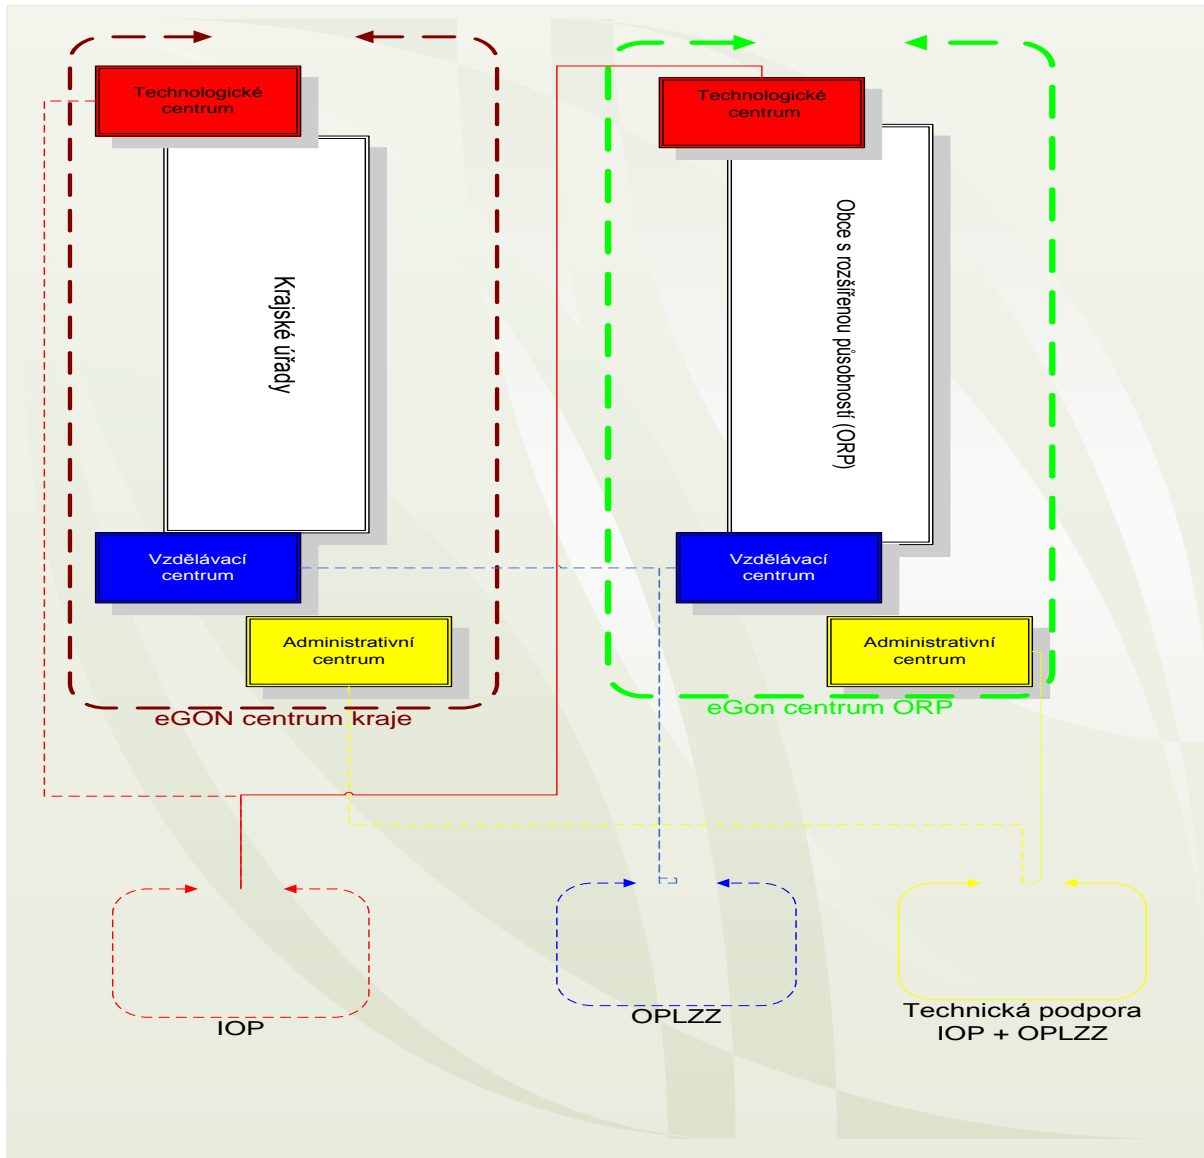 Technologické
centrum
Krajské úřady
Vzdělávací
centrum
Administrativní
centrum
eGON centrum kraje
Technologické
centrum
Obce s rozšířenou působností (ORP)
Vzdělávací
centrum
Administrativní
centrum
eGon centrum ORP
IOP
OPLZZ
Technická podpora
IOP + OPLZZ